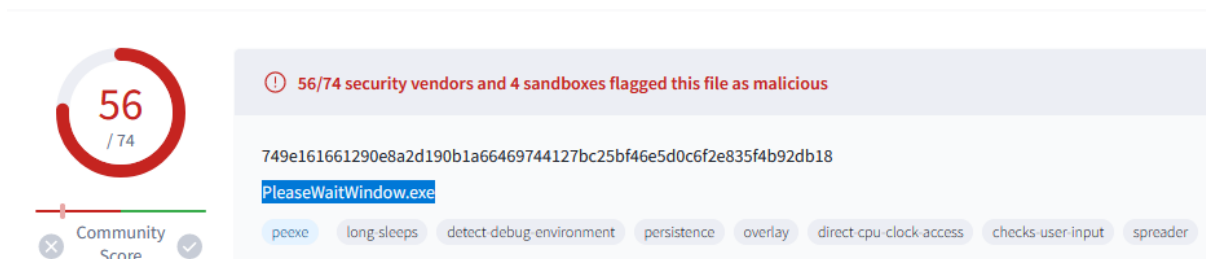 56
/ 74
Community
Score
56/74 security vendors and 4 sandboxes flagged this file as malicious
749e161661290e8a2d190b1a66469744127bc25bf46e5d0c6f2e835f4b92db18
PleaseWaitWindow.exe
peexe long-sleeps detect-debug-environment persistence overlay direct-cpu-clock-access checks-user-input spreader